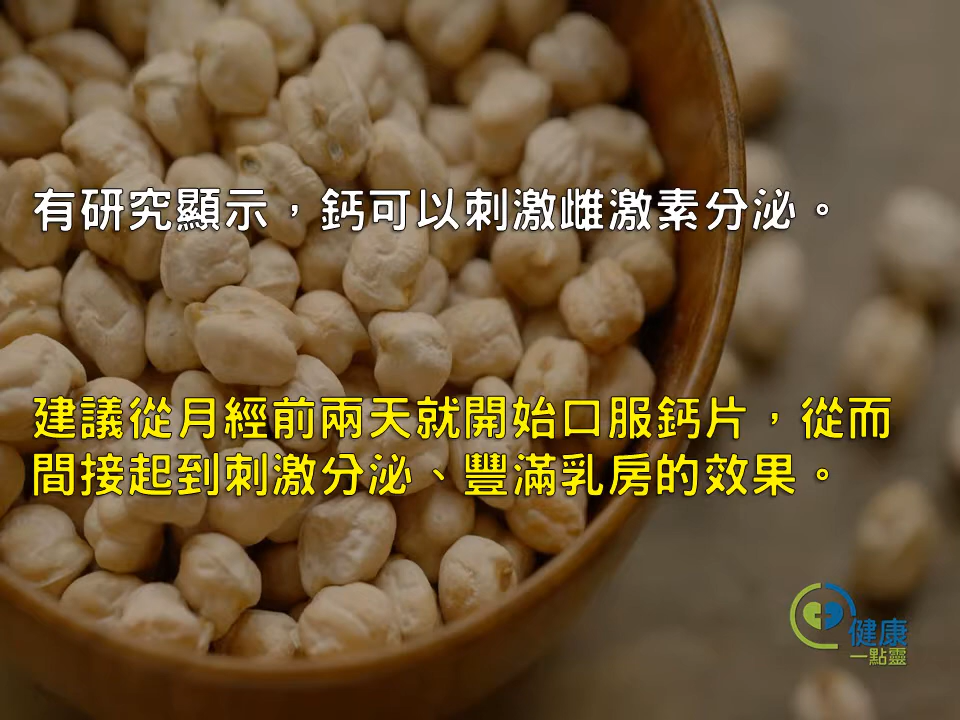 有研究顯示，鈣可以刺激雌激素分泌。
建議從月經前兩天就開始口服鈣片，從而
間接起到刺激分泌、豐滿乳房的效果。
健康
一點靈